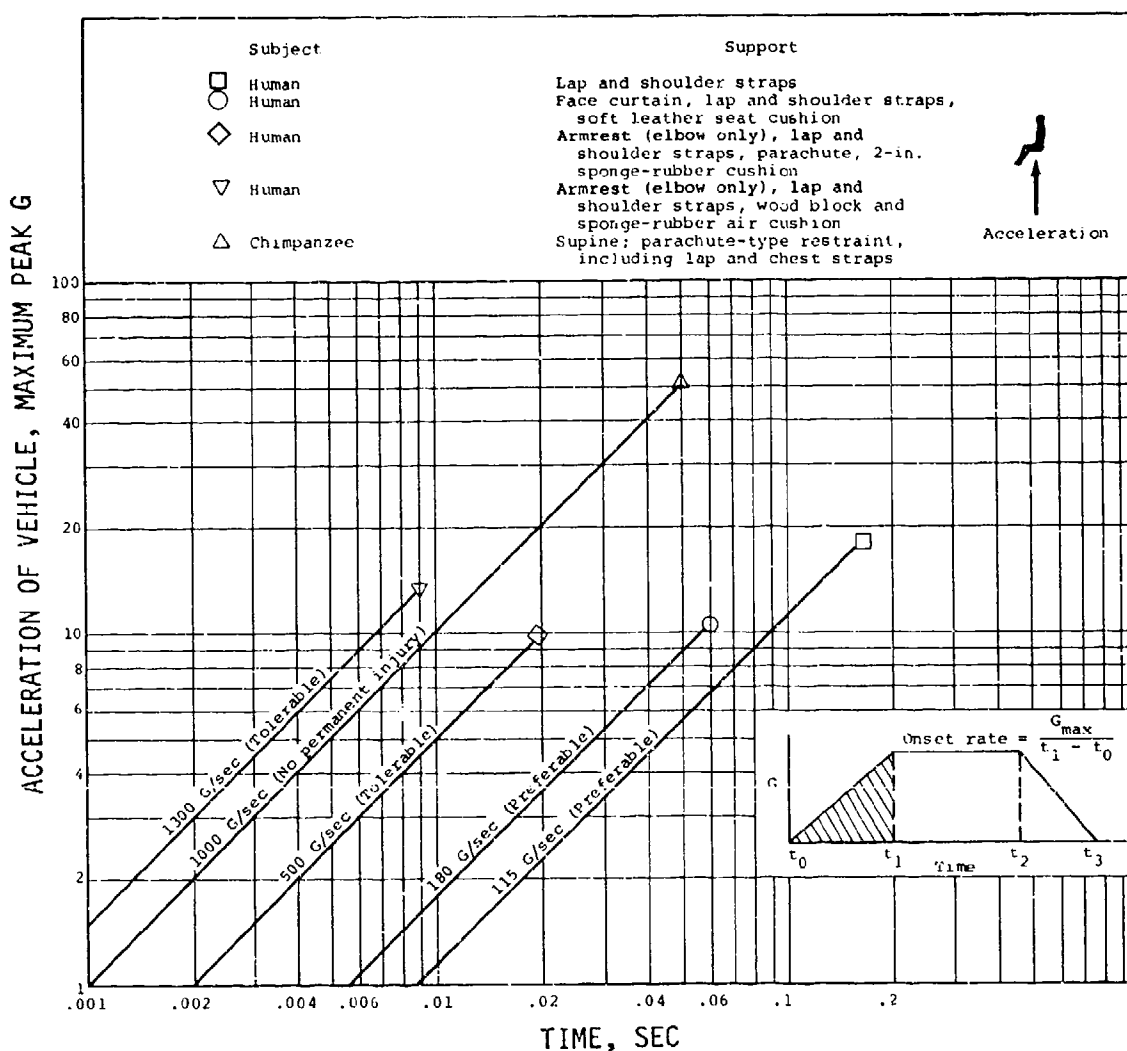 Subject Support
Human Lap and shoulder straps
Human Face curtain, lap and shoulder straps,
soft leather seat cushion
Human Armrest (elbow only), lap and
shoulder straps, parachute, 2-in.
sponge-rubber cushion
Human Armrest (elbow only), lap and
shoulder straps, wood block and
sponge-rubber air cushion
Chimpanzee Supine; parachute-type restraint,
including lap and chest straps
Acceleration
ACCELERATION OF VEHICLE, MAXIMUM PEAK G
100
80
60
40
20
10
8
6
4
2
1
1300 G/sec (Tolerable)
1000 G/sec (No permanent injury)
500 G/sec (Tolerable)
180 G/sec (Preferable)
115 G/sec (Preferable)
Onset rate = Gmax
t1 - t0
G
t0 t1 t2 t3
Time
.001 .002 .004 .006 .01 .02 .04 .06 .1 .2
TIME, SEC